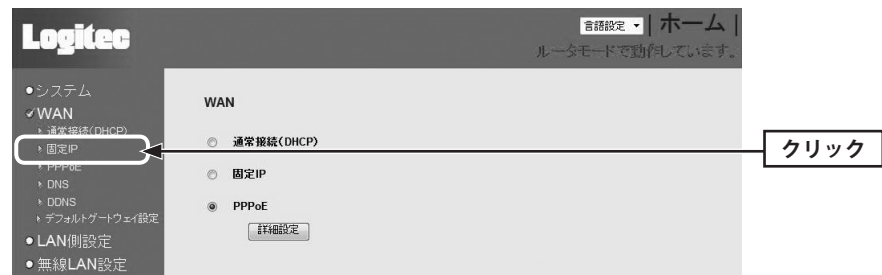 Logitec
言語設定 | ホーム |
ルータモードで動作しています。
システム
WAN
通常接続(DHCP)
固定IP
PPPoE
DNS
DDNS
デフォルトゲートウェイ設定
LAN側設定
無線LAN設定
WAN
通常接続(DHCP)
固定IP
PPPoE
詳細設定
クリック